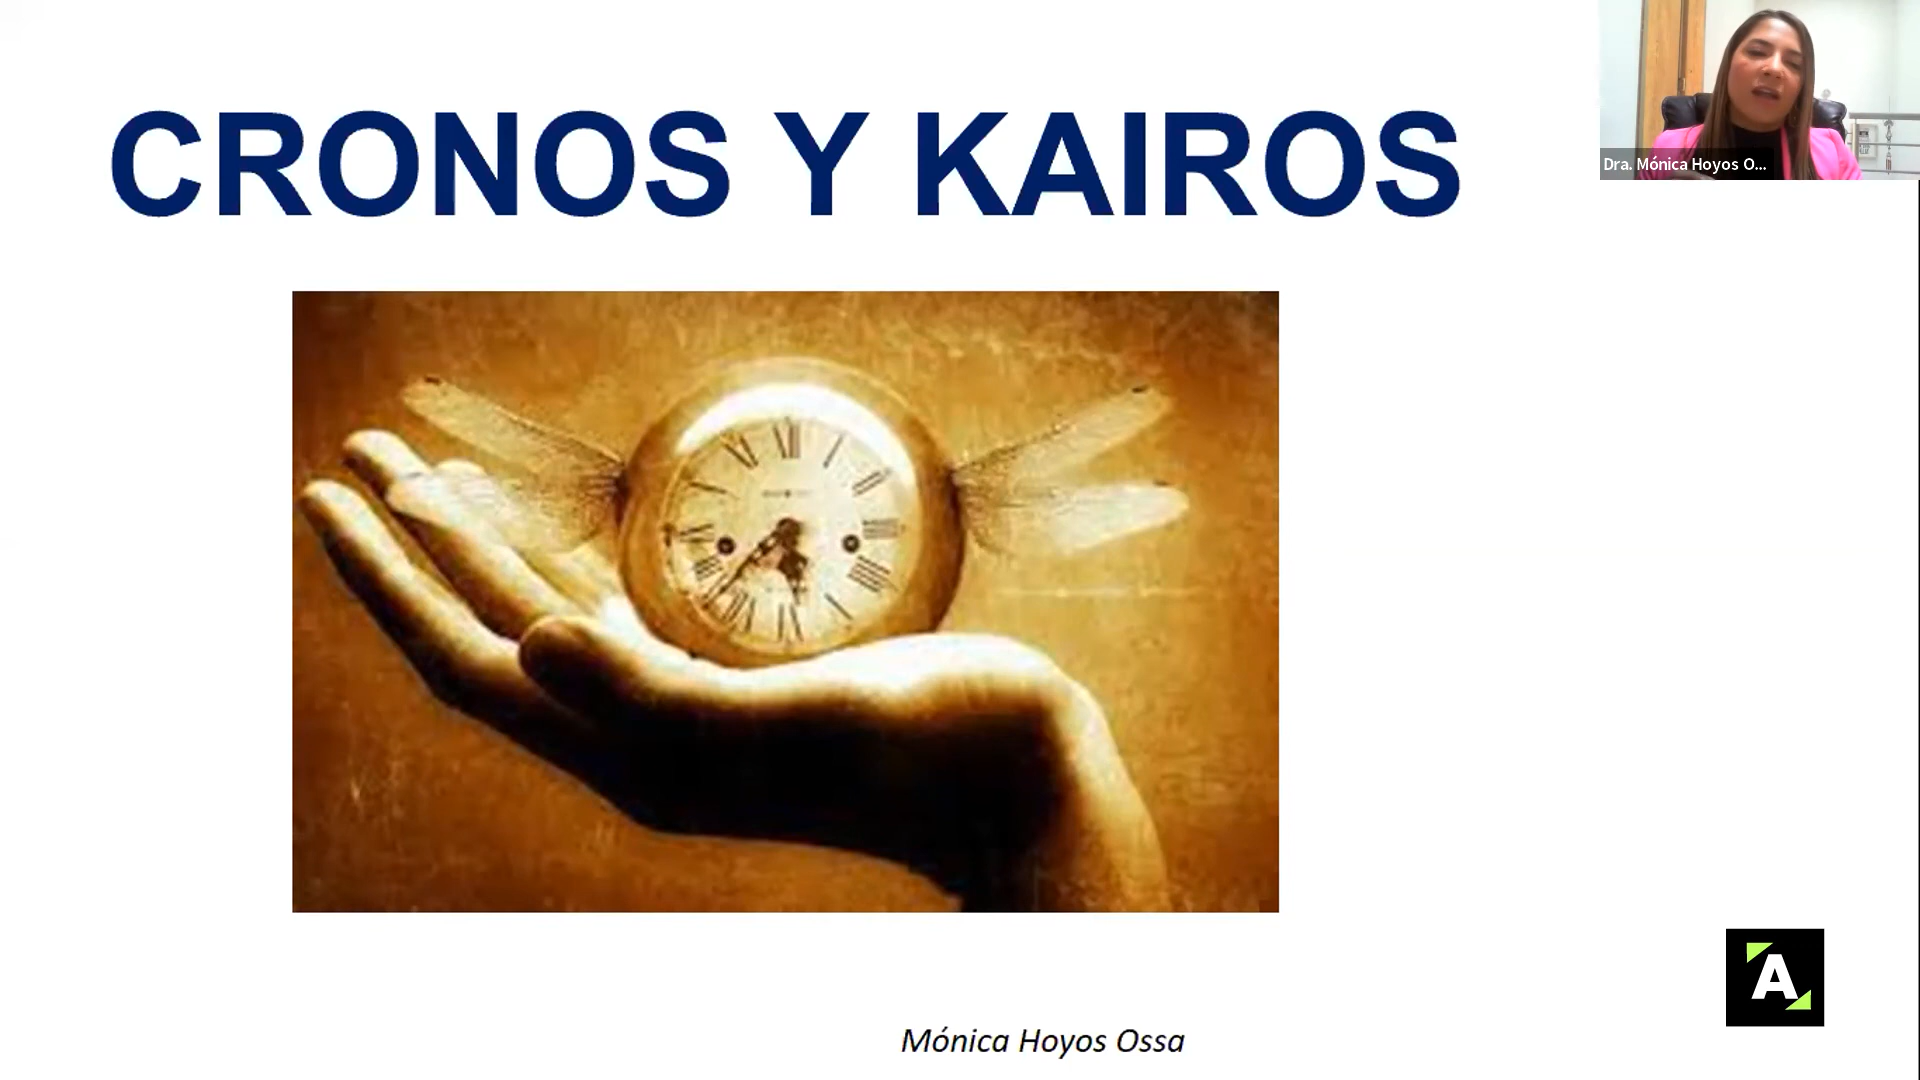 CRONOS Y KAIROS
Dra. Mónica Hoyos O...
A
Mónica Hoyos Ossa